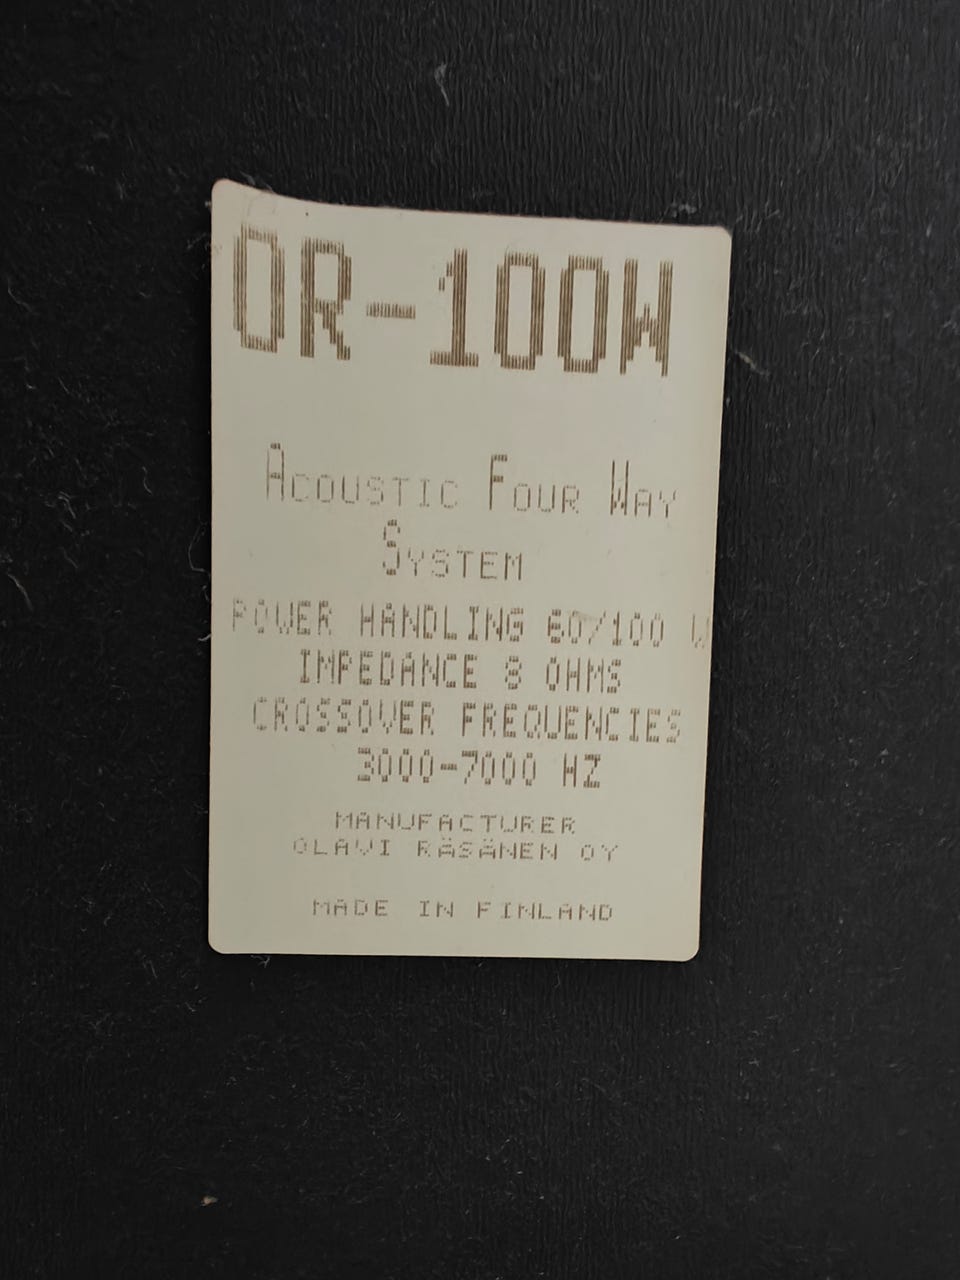 OR-100W
Acoustic Four Way
System
POWER HANDLING 60/100 W
IMPEDANCE 8 OHMS
CROSSOVER FREQUENCIES
3000-7000 HZ
MANUFACTURER
OLAVI RÄSÄNEN OY
MADE IN FINLAND